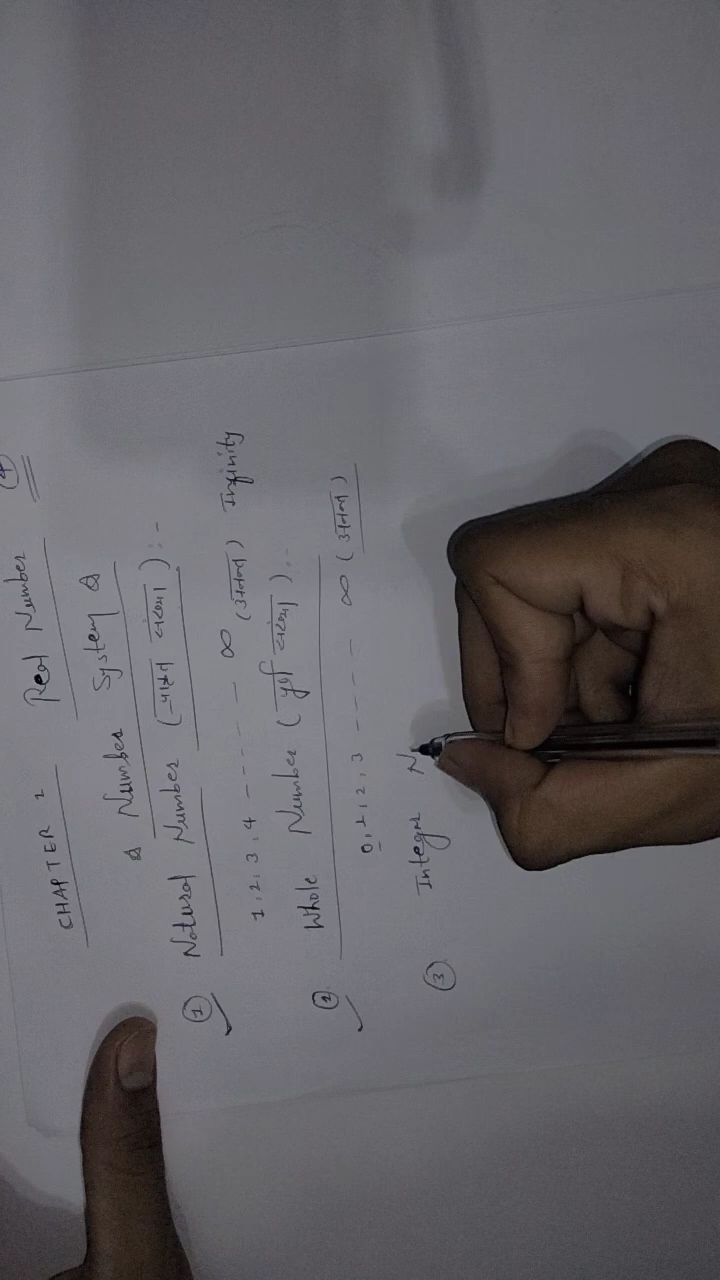 CHAPTER 1 Real Number
Number System
① Natural Number (प्राकृत संख्या) :-
1, 2, 3, 4 - - - - - ∞ (अनन्त) Infinity
② Whole Number (पूर्ण संख्या) :-
0, 1, 2, 3 - - - - ∞ (अनन्त)
③ Integer N